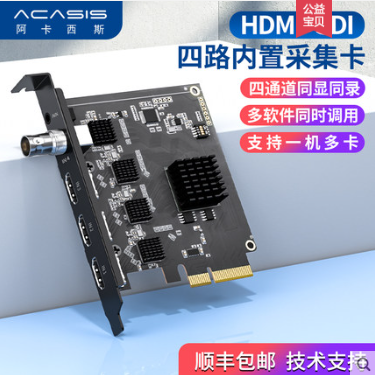 ACASIS
阿卡西斯
公益
宝贝
HDM DI
四路内置采集卡
四通道同显同录
多软件同时调用
支持一机多卡
顺丰包邮 技术支持